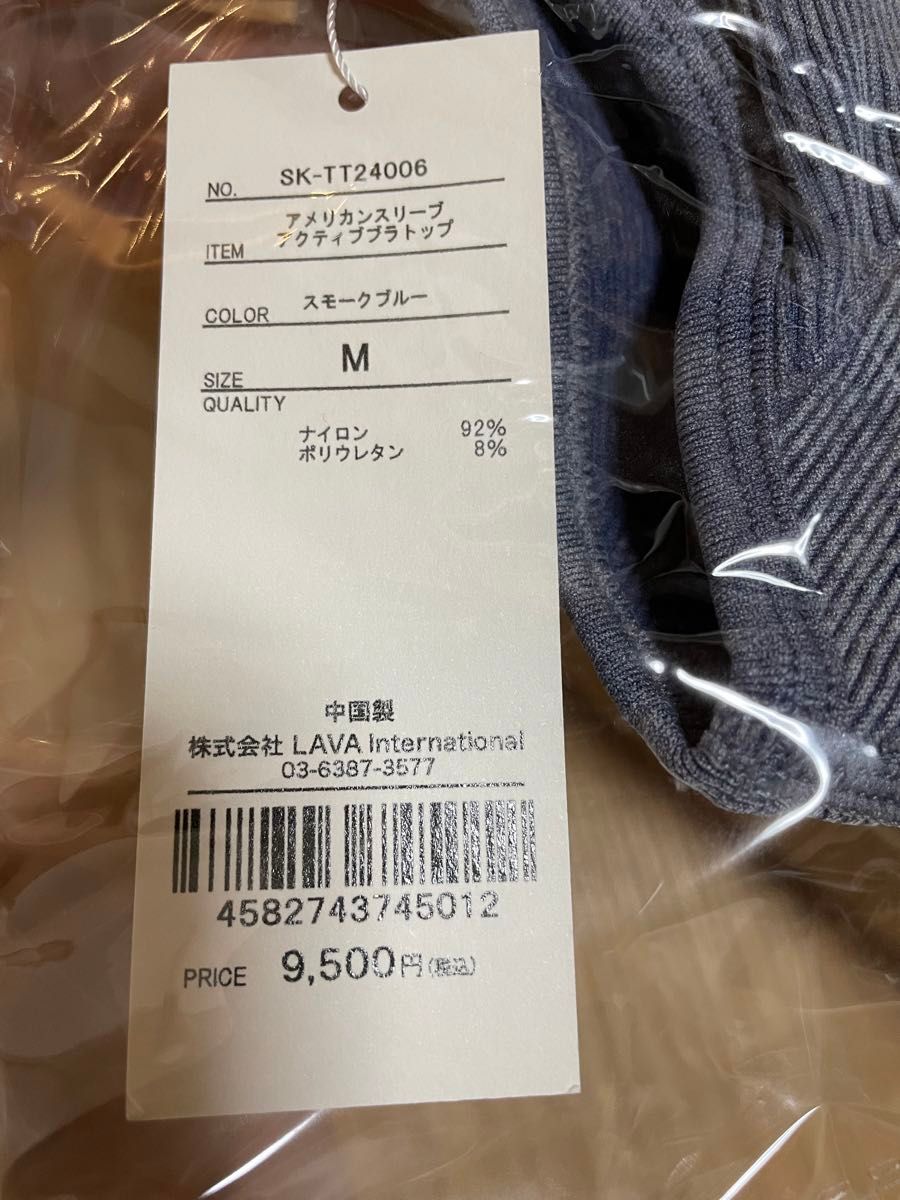 NO. SK-TT24006
アメリカンスリーブ
ITEM アクティブブラトップ
COLOR スモークブルー
SIZE M
QUALITY
ナイロン 92%
ポリウレタン 8%
中国製
株式会社 LAVA International
03-6387-3577
4582743745012
PRICE 9,500円(税込)